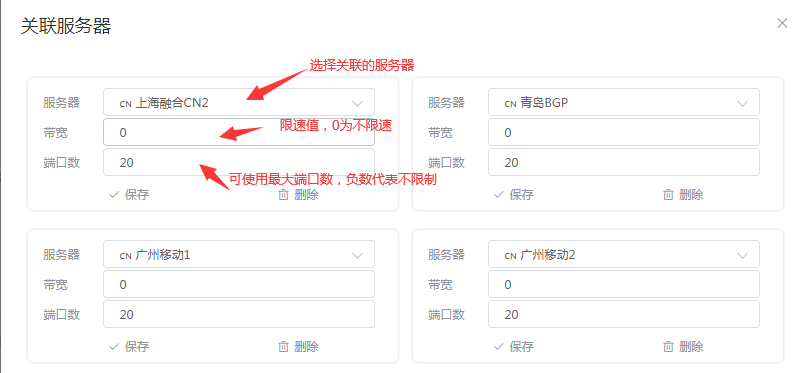 关联服务器
选择关联的服务器
服务器 CN 上海融合CN2
带宽 0
限速值，0为不限速
端口数 20
可使用最大端口数，负数代表不限制
保存 删除
服务器 CN 青岛BGP
带宽 0
端口数 20
保存 删除
服务器 CN 广州移动1
带宽 0
端口数 20
保存 删除
服务器 CN 广州移动2
带宽 0
端口数 20
保存 删除